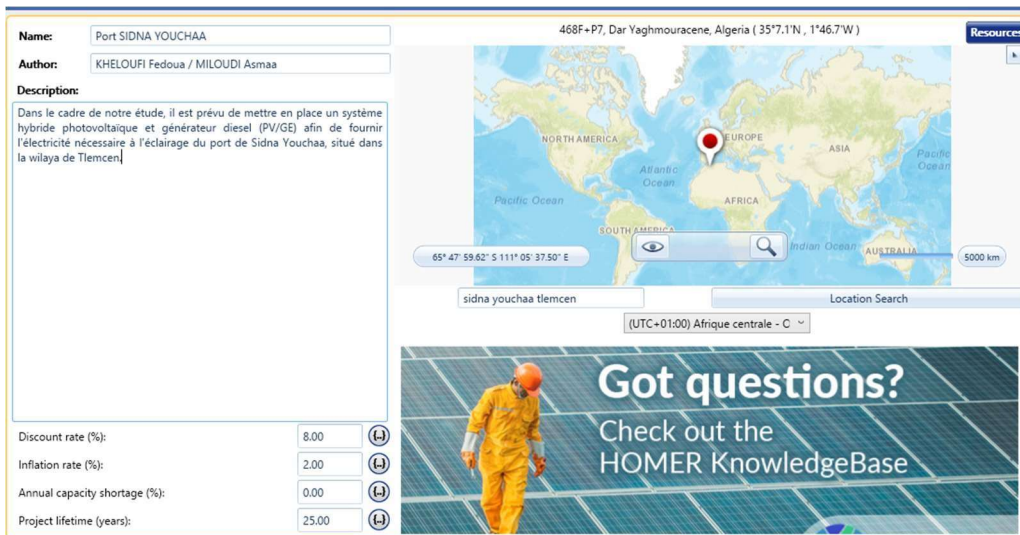 Name:
Port SIDNA YOUCHAA
Author:
KHELOUFI Fedoua / MILOUDI Asmaa
Description:
Dans le cadre de notre étude, il est prévu de mettre en place un système
hybride photovoltaïque et générateur diesel (PV/GE) afin de fournir
l'électricité nécessaire à l'éclairage du port de Sidna Youchaa, situé dans
la wilaya de Tlemcen.
Discount rate (%):
8.00
{..}
Inflation rate (%):
2.00
{..}
Annual capacity shortage (%):
0.00
{..}
Project lifetime (years):
25.00
{..}
468F+P7, Dar Yaghmouracene, Algeria ( 35°7.1'N , 1°46.7'W )
Resources
NORTH AMERICA
EUROPE
ASIA
Atlantic
Ocean
Pacific
Ocean
Pacific Ocean
AFRICA
SOUTH AMERICA
Indian Ocean
AUSTRALIA
65° 47' 59.62" S 111° 05' 37.50" E
5000 km
sidna youchaa tlemcen
Location Search
(UTC+01:00) Afrique centrale - O
Got questions?
Check out the
HOMER KnowledgeBase